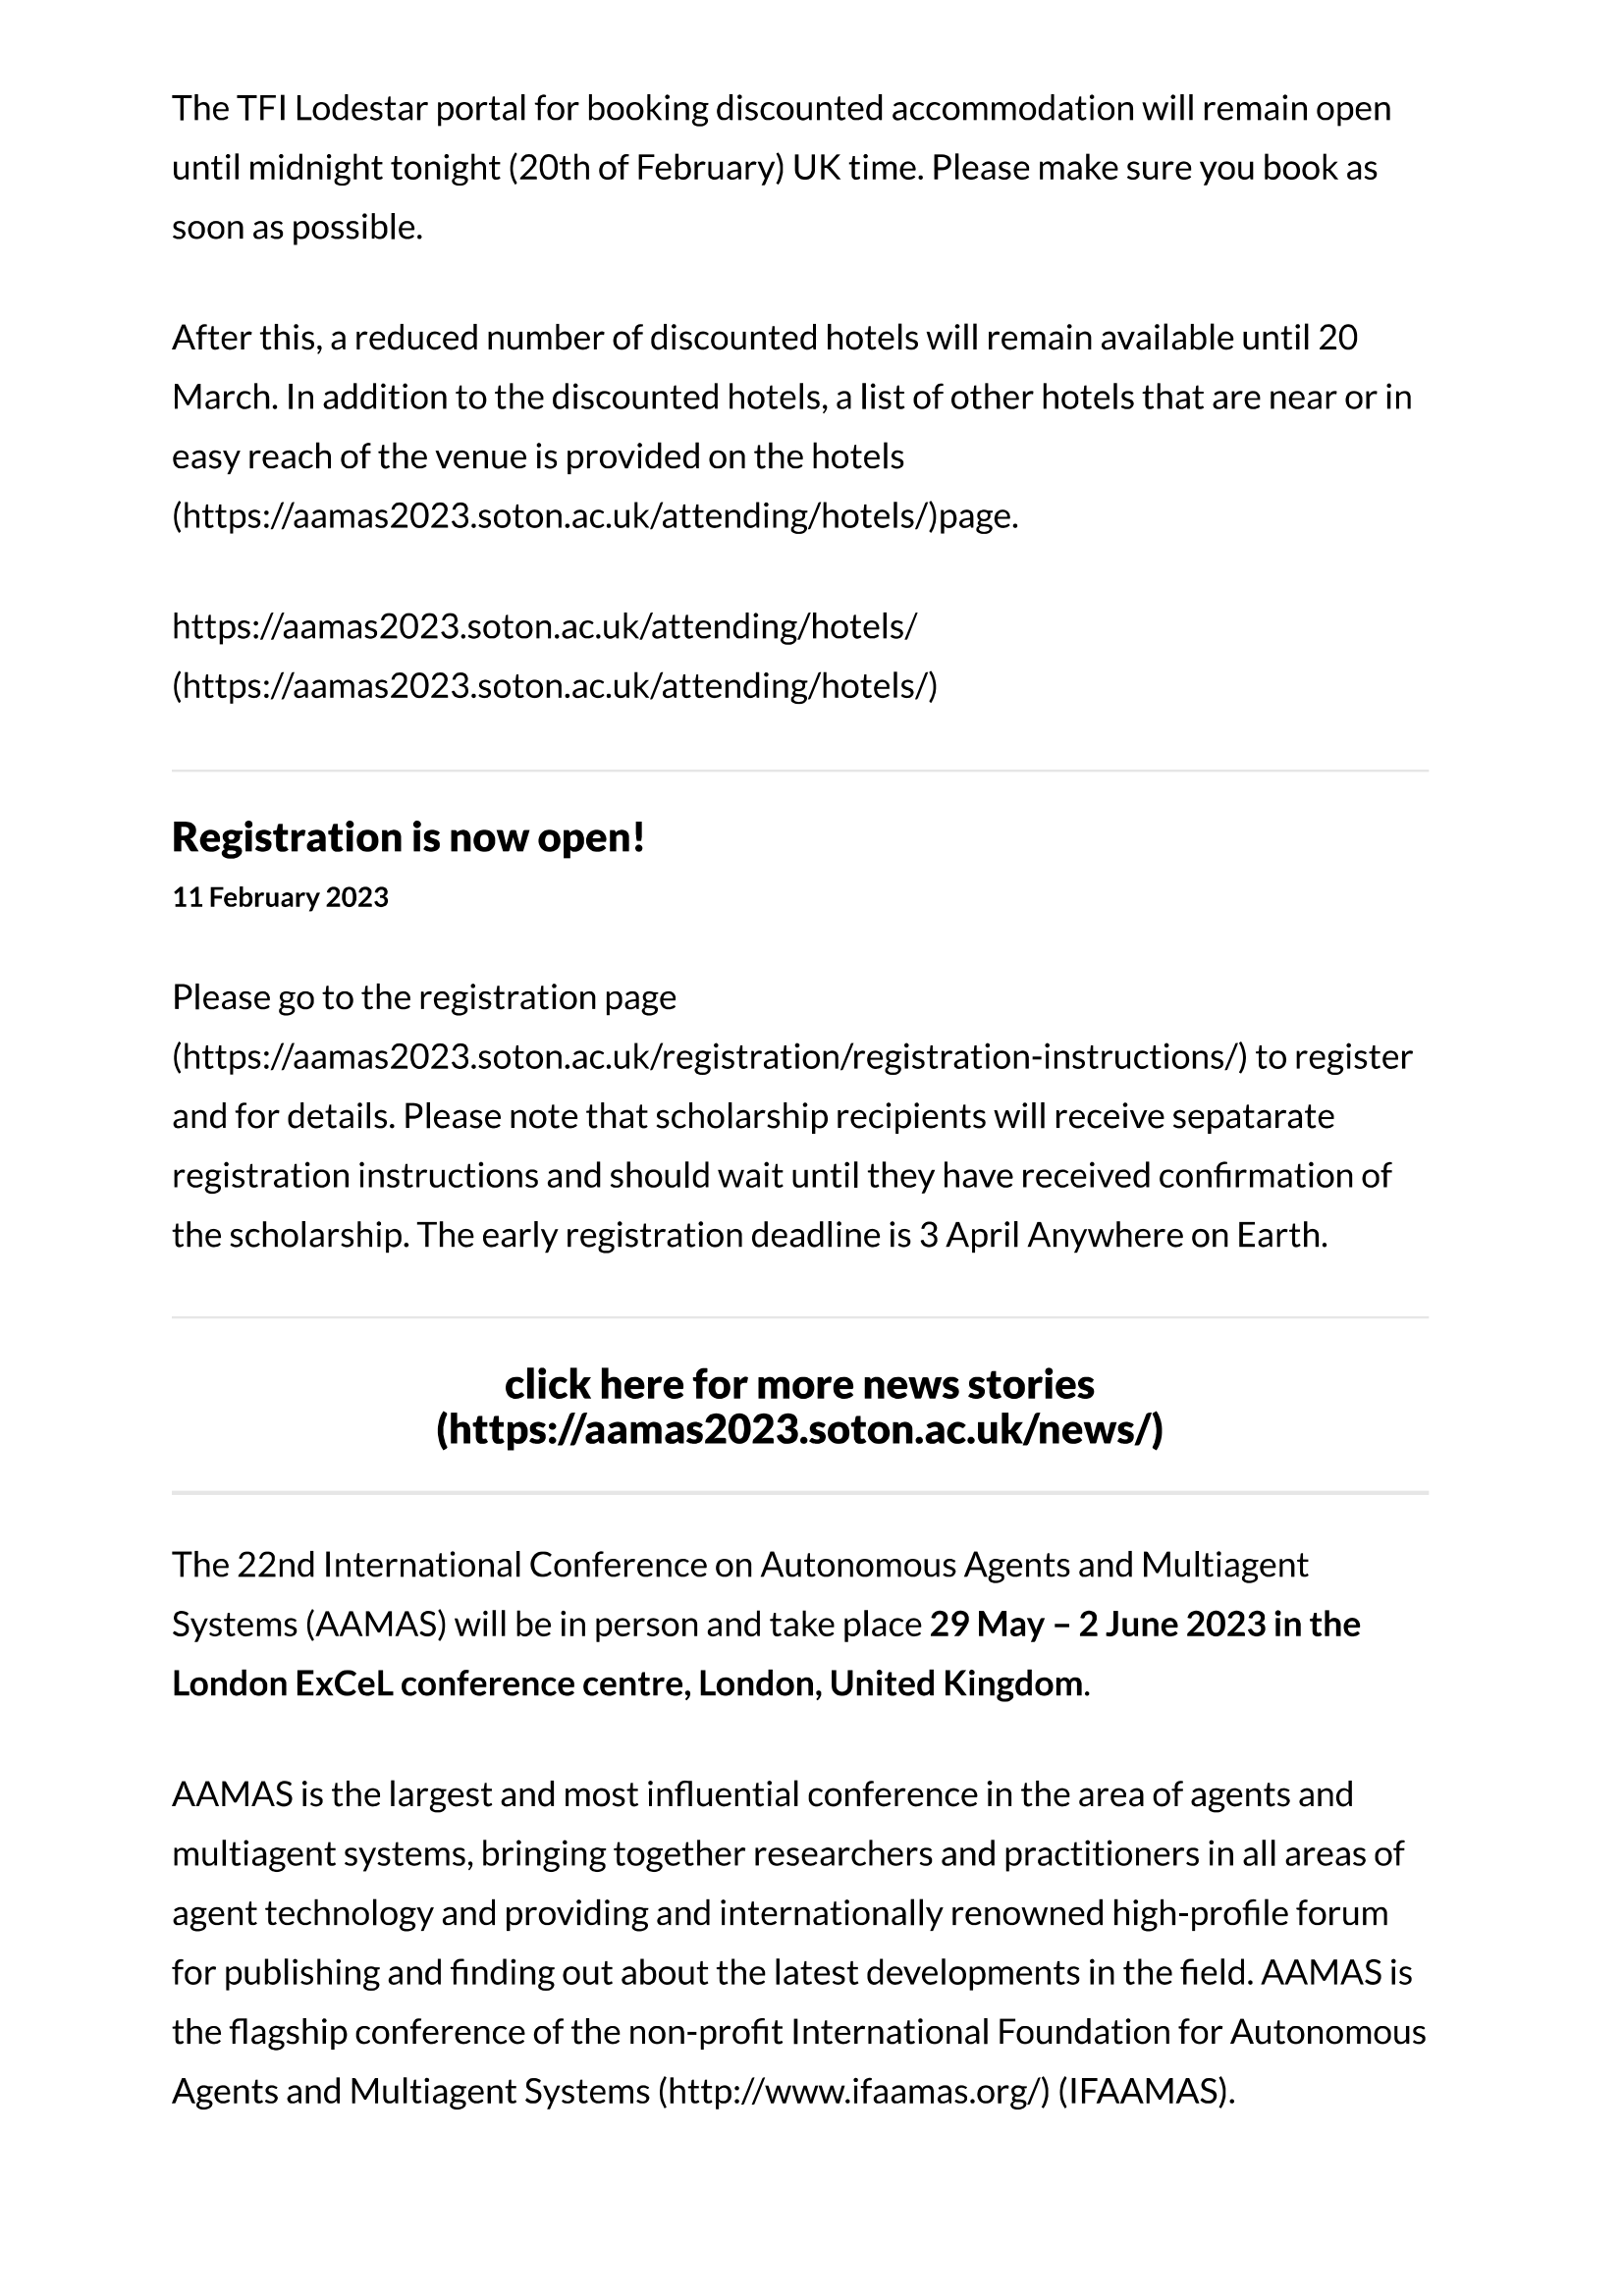 The TFI Lodestar portal for booking discounted accommodation will remain open
until midnight tonight (20th of February) UK time. Please make sure you book as
soon as possible.
After this, a reduced number of discounted hotels will remain available until 20
March. In addition to the discounted hotels, a list of other hotels that are near or in
easy reach of the venue is provided on the hotels
(https://aamas2023.soton.ac.uk/attending/hotels/)page.
https://aamas2023.soton.ac.uk/attending/hotels/
(https://aamas2023.soton.ac.uk/attending/hotels/)
Registration is now open!
11 February 2023
Please go to the registration page
(https://aamas2023.soton.ac.uk/registration/registration-instructions/) to register
and for details. Please note that scholarship recipients will receive sepatarate
registration instructions and should wait until they have received confirmation of
the scholarship. The early registration deadline is 3 April Anywhere on Earth.
click here for more news stories
(https://aamas2023.soton.ac.uk/news/)
The 22nd International Conference on Autonomous Agents and Multiagent
Systems (AAMAS) will be in person and take place 29 May – 2 June 2023 in the
London ExCeL conference centre, London, United Kingdom.
AAMAS is the largest and most influential conference in the area of agents and
multiagent systems, bringing together researchers and practitioners in all areas of
agent technology and providing and internationally renowned high-profile forum
for publishing and finding out about the latest developments in the field. AAMAS is
the flagship conference of the non-profit International Foundation for Autonomous
Agents and Multiagent Systems (http://www.ifaamas.org/) (IFAAMAS).